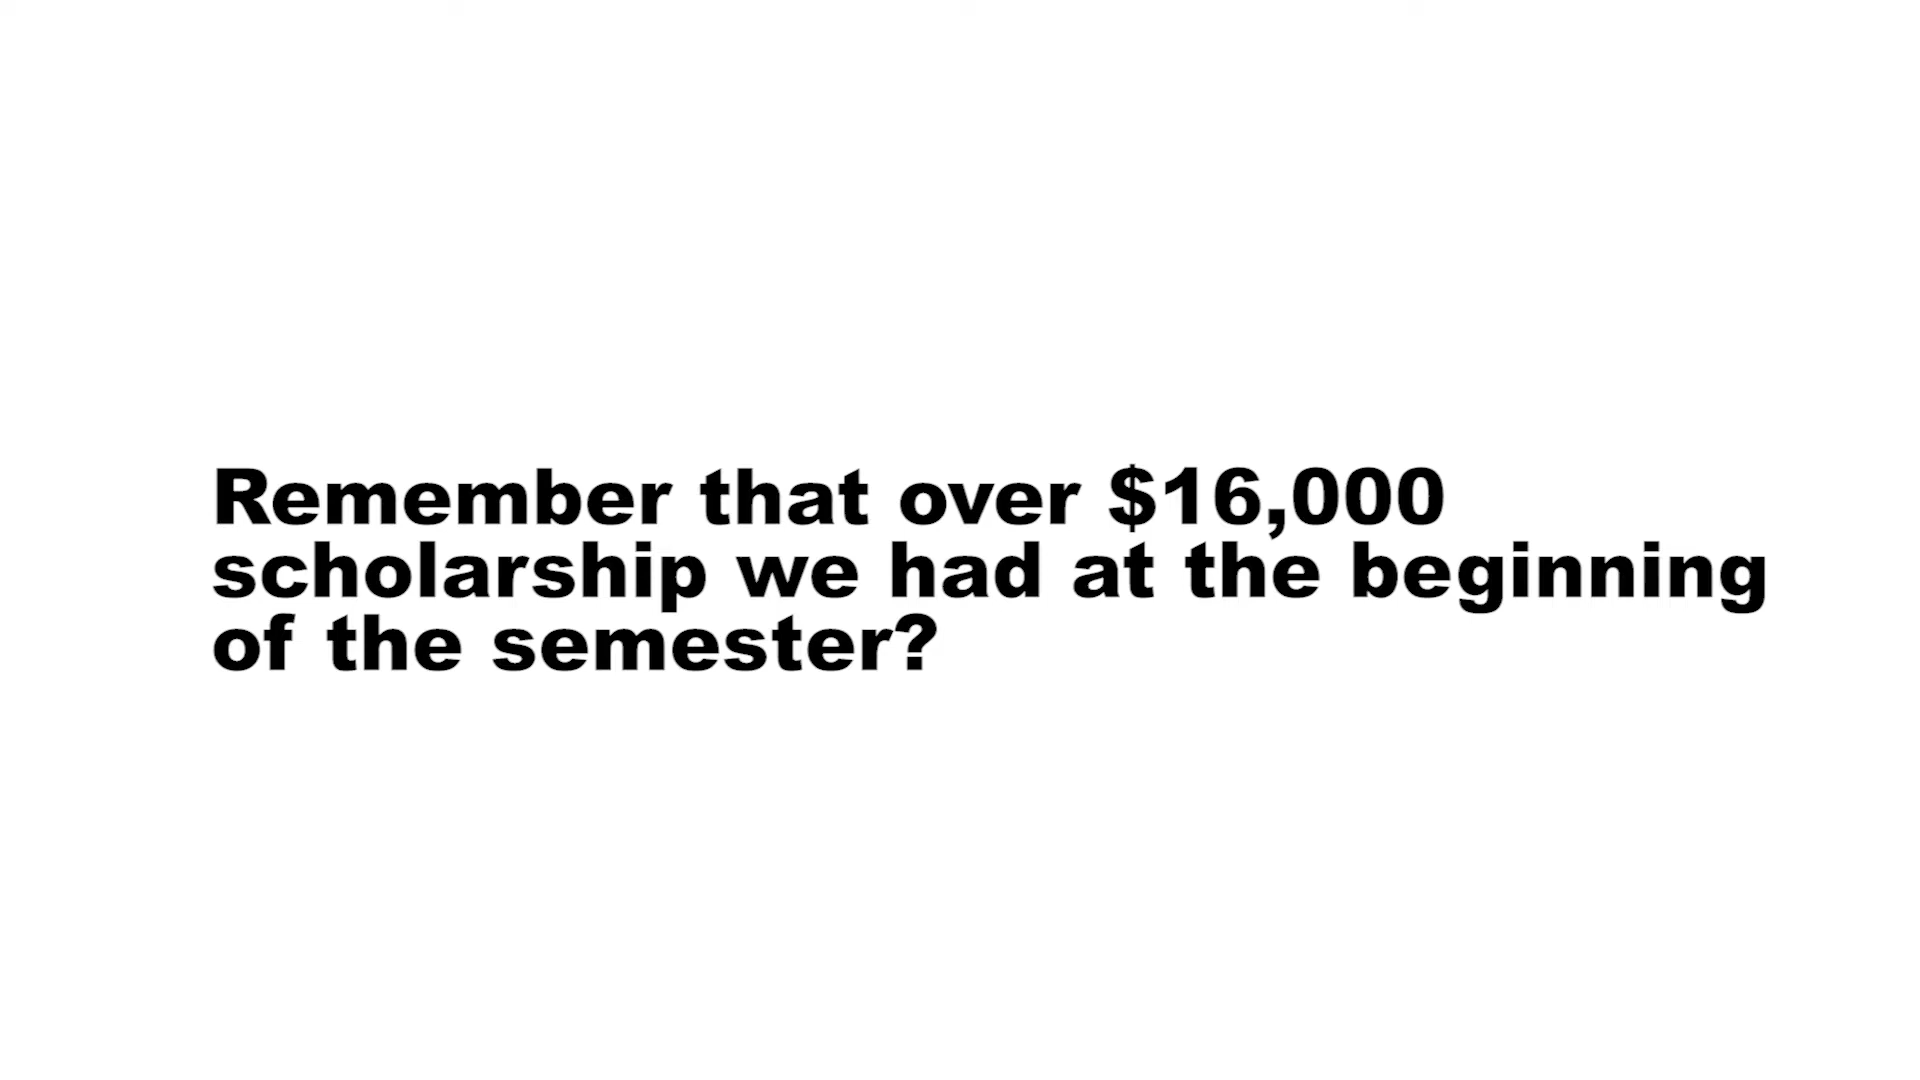 Remember that over $16,000
scholarship we had at the beginning
of the semester?